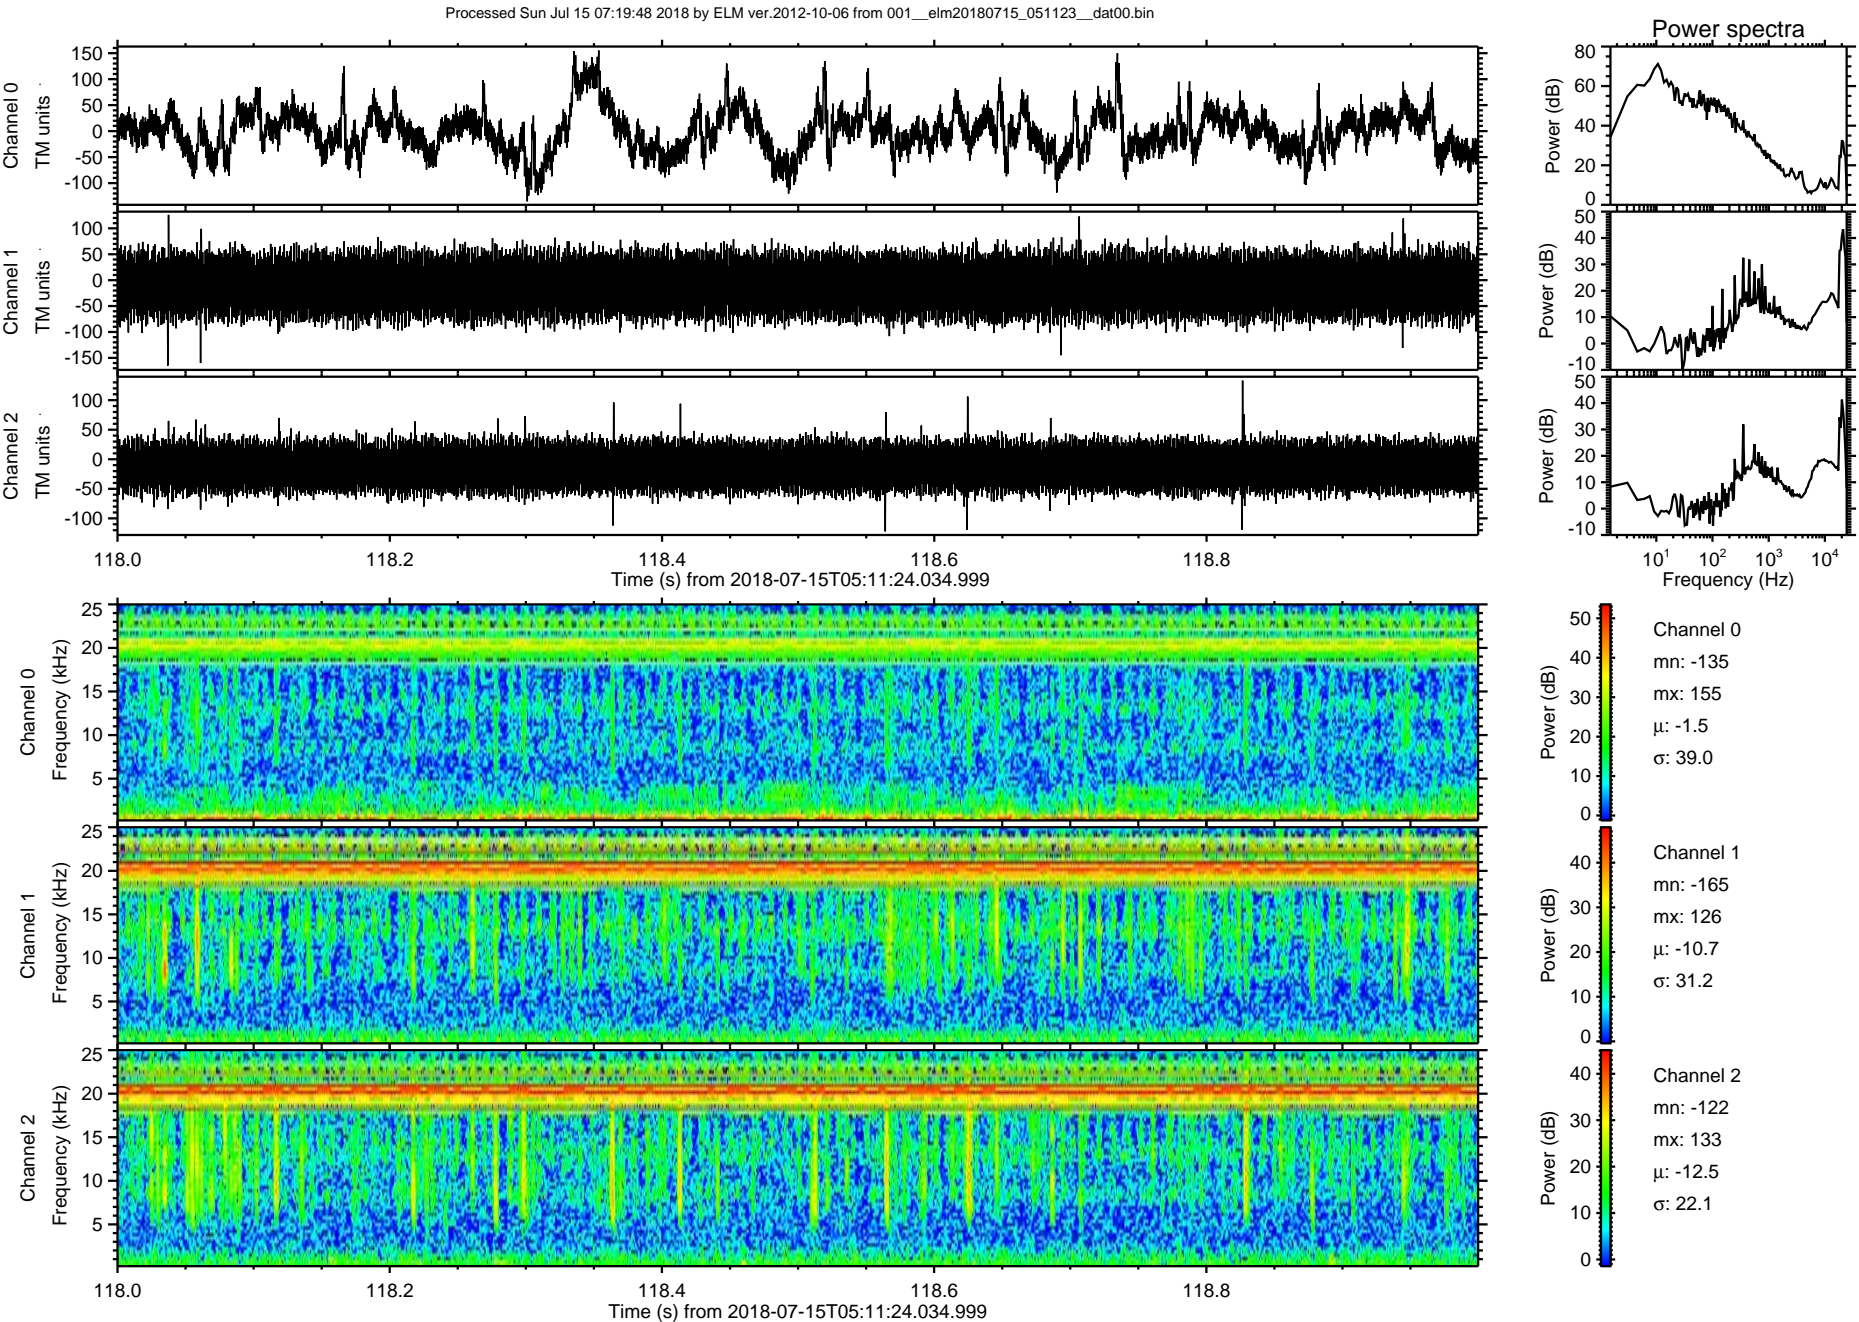 Processed Sun Jul 15 07:19:48 2018 by ELM ver.2012-10-06 from 001__elm20180715_051123__dat00.bin
Power spectra
Channel 0
TM units
150
100
50
0
-50
-100
Power (dB)
80
60
40
20
0
Channel 1
TM units
100
50
0
-50
-100
-150
Power (dB)
50
40
30
20
10
0
-10
Channel 2
TM units
100
50
0
-50
-100
Power (dB)
50
40
30
20
10
0
-10
118.0 118.2 118.4 118.6 118.8
Time (s) from 2018-07-15T05:11:24.034.999
10^1 10^2 10^3 10^4
Frequency (Hz)
Channel 0
Frequency (kHz)
25
20
15
10
5
Power (dB)
50
40
30
20
10
0
Channel 0
mn: -135
mx: 155
μ: -1.5
σ: 39.0
Channel 1
Frequency (kHz)
25
20
15
10
5
Power (dB)
40
30
20
10
0
Channel 1
mn: -165
mx: 126
μ: -10.7
σ: 31.2
Channel 2
Frequency (kHz)
25
20
15
10
5
Power (dB)
40
30
20
10
0
Channel 2
mn: -122
mx: 133
μ: -12.5
σ: 22.1
118.0 118.2 118.4 118.6 118.8
Time (s) from 2018-07-15T05:11:24.034.999